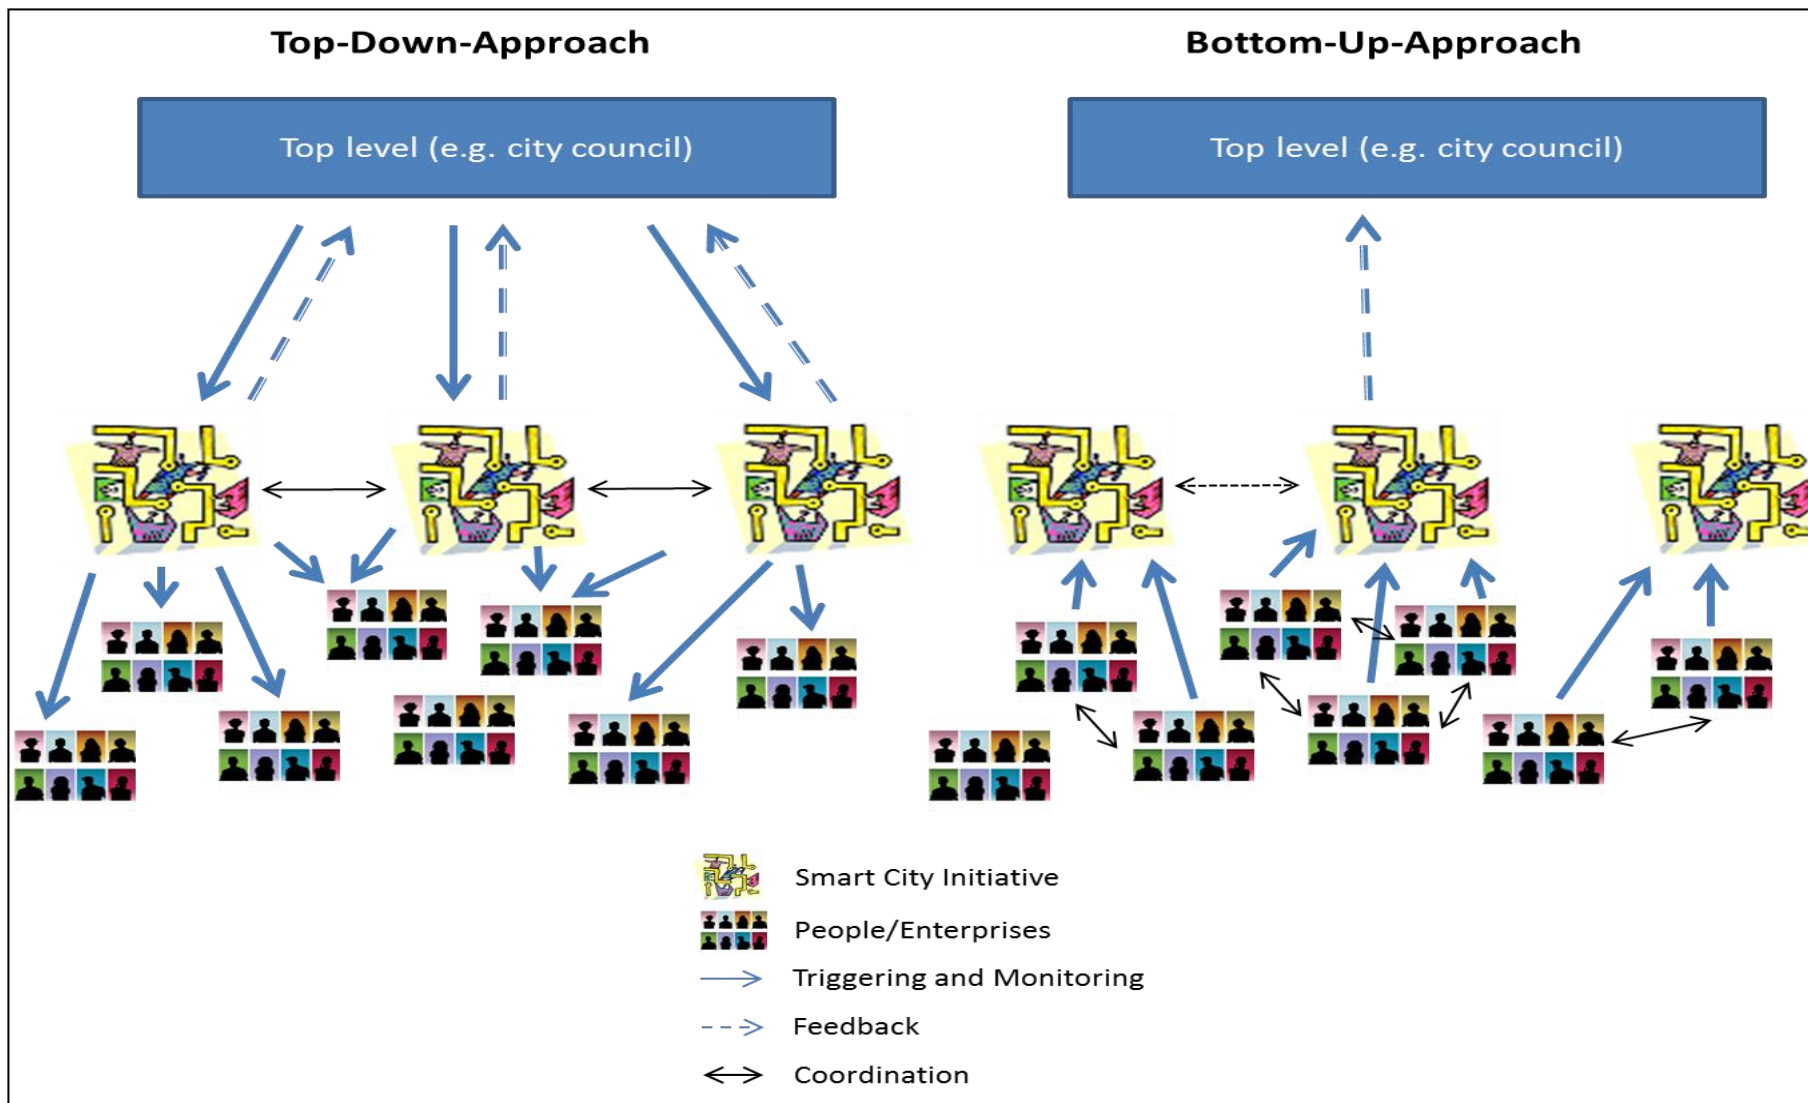 Top-Down-Approach
Bottom-Up-Approach
Top level (e.g. city council)
Top level (e.g. city council)
Smart City Initiative
People/Enterprises
Triggering and Monitoring
Feedback
Coordination